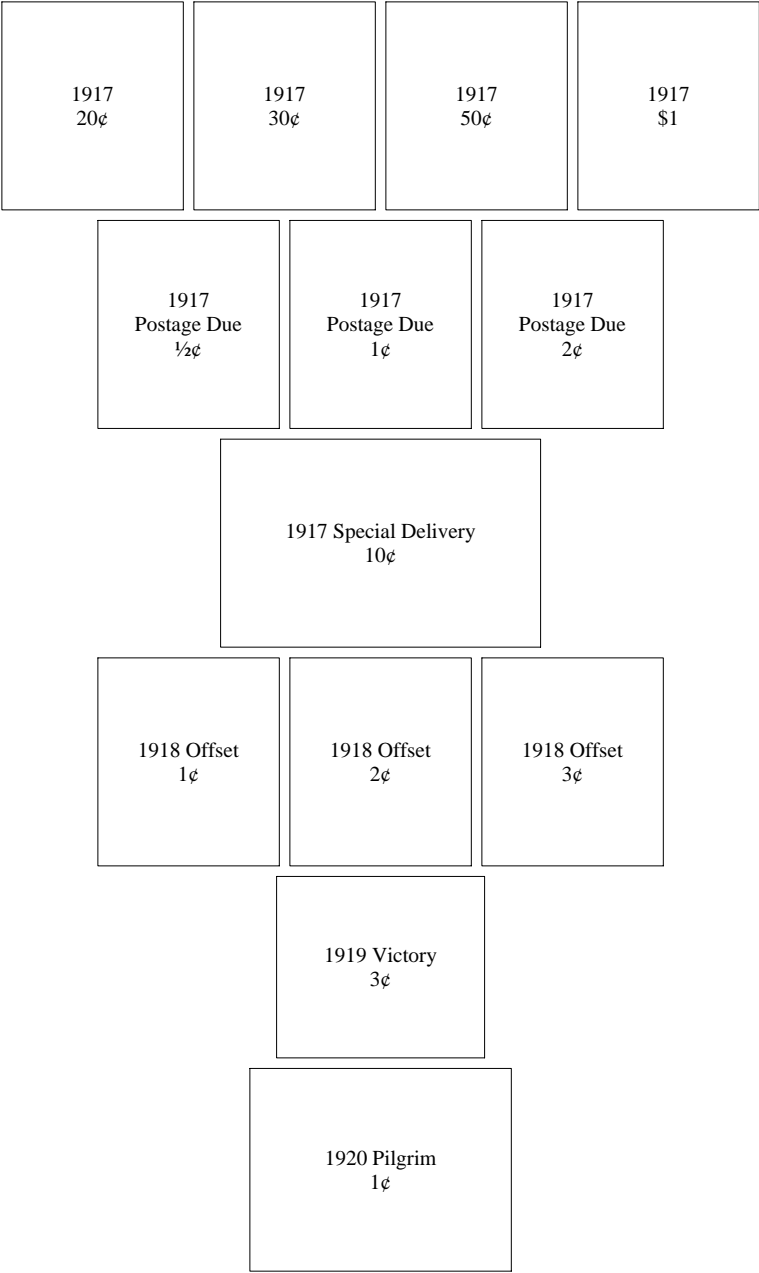 1917
20¢
1917
30¢
1917
50¢
1917
$1
1917
Postage Due
½¢
1917
Postage Due
1¢
1917
Postage Due
2¢
1917 Special Delivery
10¢
1918 Offset
1¢
1918 Offset
2¢
1918 Offset
3¢
1919 Victory
3¢
1920 Pilgrim
1¢